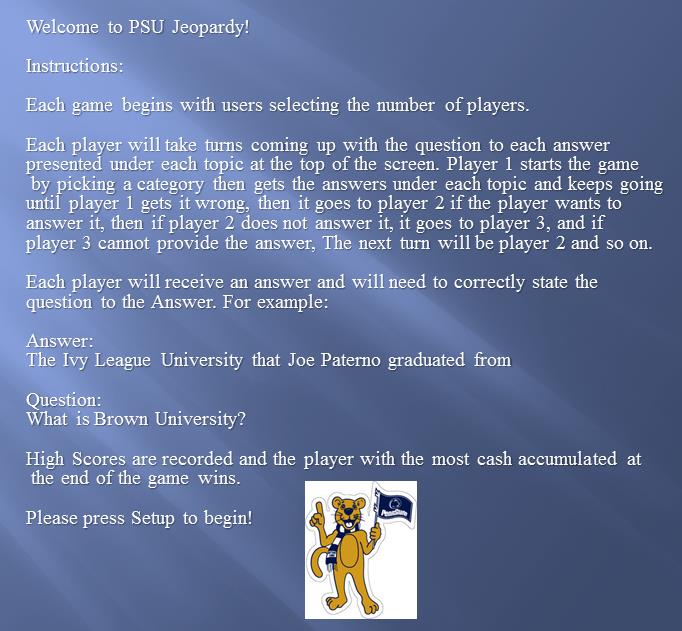 Welcome to PSU Jeopardy!
Instructions:
Each game begins with users selecting the number of players.
Each player will take turns coming up with the question to each answer
presented under each topic at the top of the screen. Player 1 starts the game
by picking a category then gets the answers under each topic and keeps going
until player 1 gets it wrong, then it goes to player 2 if the player wants to
answer it, then if player 2 does not answer it, it goes to player 3, and if
player 3 cannot provide the answer, The next turn will be player 2 and so on.
Each player will receive an answer and will need to correctly state the
question to the Answer. For example:
Answer:
The Ivy League University that Joe Paterno graduated from
Question:
What is Brown University?
High Scores are recorded and the player with the most cash accumulated at
the end of the game wins.
Please press Setup to begin!
PennState